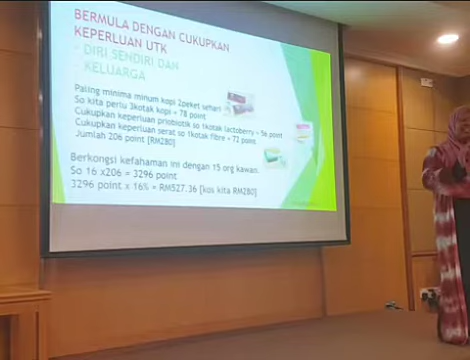 BERMULA DENGAN CUKUPKAN
KEPERLUAN UTK
- DIRI SENDIRI DAN
KELUARGA
Paling minima minum kopi 2peket sehari
So kita perlu 3kotak kopi = 78 point
Cukupkan keperluan priobiotik so 1kotak lactoberry = 56 point
Cukupkan keperluan serat so 1kotak fibre = 72 point
Jumlah 206 point [RM280]
Berkongsi kefahaman ini dengan 15 org kawan.
So 16 x206 = 3296 point
3296 point x 16% = RM527.36 [kos kita RM280]